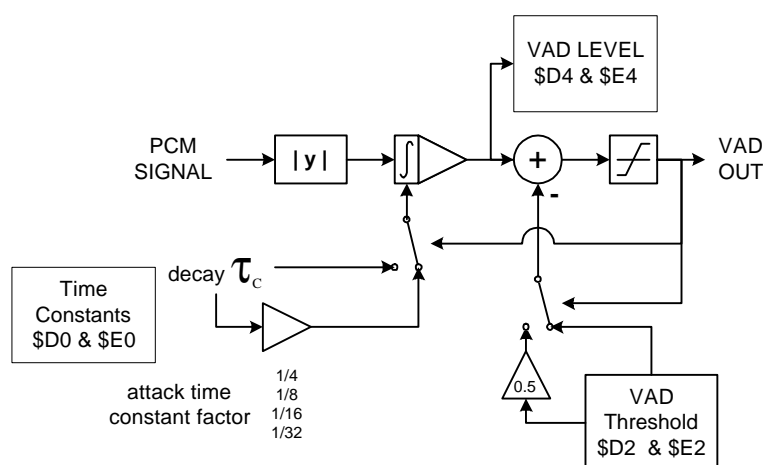 VAD LEVEL
$D4 & $E4
PCM
SIGNAL
| y |
∫
+
-
VAD
OUT
decay τc
Time
Constants
$D0 & $E0
attack time
constant factor
1/4
1/8
1/16
1/32
0.5
VAD
Threshold
$D2 & $E2